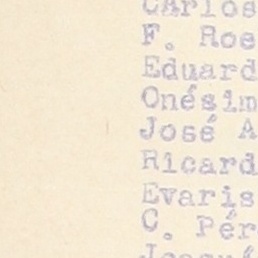 Carlos
F. Roe
Eduard
Onésim
José A
Ricard
Evaris
C. Pér